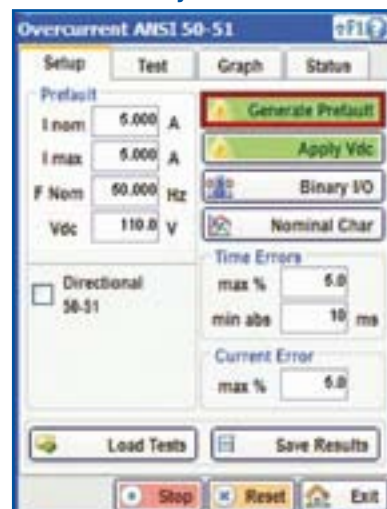 Overcurrent ANSI 50-51 F1
Setup Test Graph Status
Prefault
I nom 5.000 A
I max 5.000 A
F Nom 50.000 Hz
Vdc 110.0 V
Directional
50-51
Generate Prefault
Apply Vdc
Binary I/O
Nominal Char
Time Errors
max % 5.0
min abs 10 ms
Current Error
max % 5.0
Load Tests Save Results
Stop Reset Exit